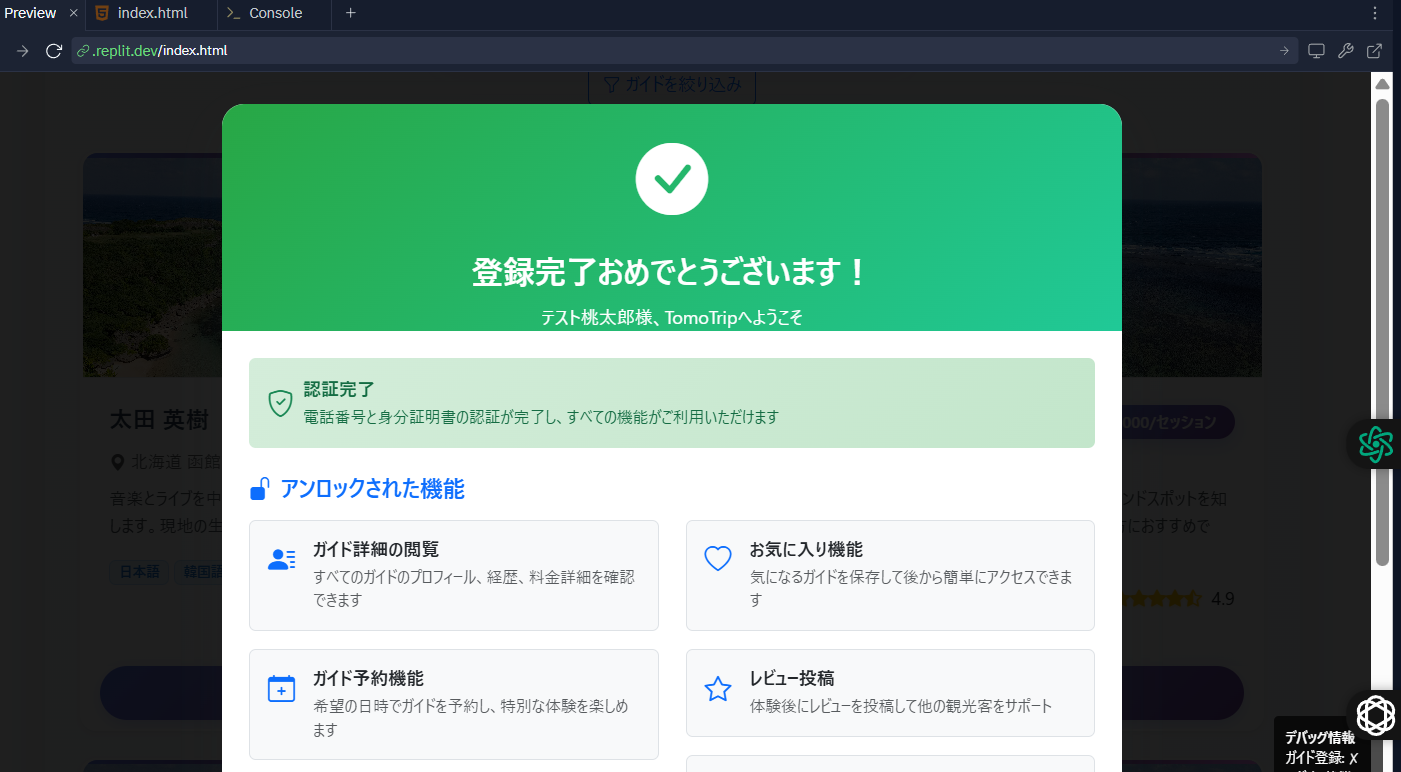 Preview
index.html
Console
.replit.dev/index.html
ガイドを絞り込み
登録完了おめでとうございます！
テスト桃太郎様、TomoTripへようこそ
認証完了
電話番号と身分証明書の認証が完了し、すべての機能がご利用いただけます
アンロックされた機能
ガイド詳細の閲覧
すべてのガイドのプロフィール、経歴、料金詳細を確認
できます
お気に入り機能
気になるガイドを保存して後から簡単にアクセスできま
す
ガイド予約機能
希望の日時でガイドを予約し、特別な体験を楽しめ
ます
レビュー投稿
体験後にレビューを投稿して他の観光客をサポート
太田 英樹
北海道 函館
音楽とライブを中
します。現地の生
日本語
韓国語
000/セッション
ンドスポットを知
方におすすめで
4.9
デバッグ情報
ガイド登録: X